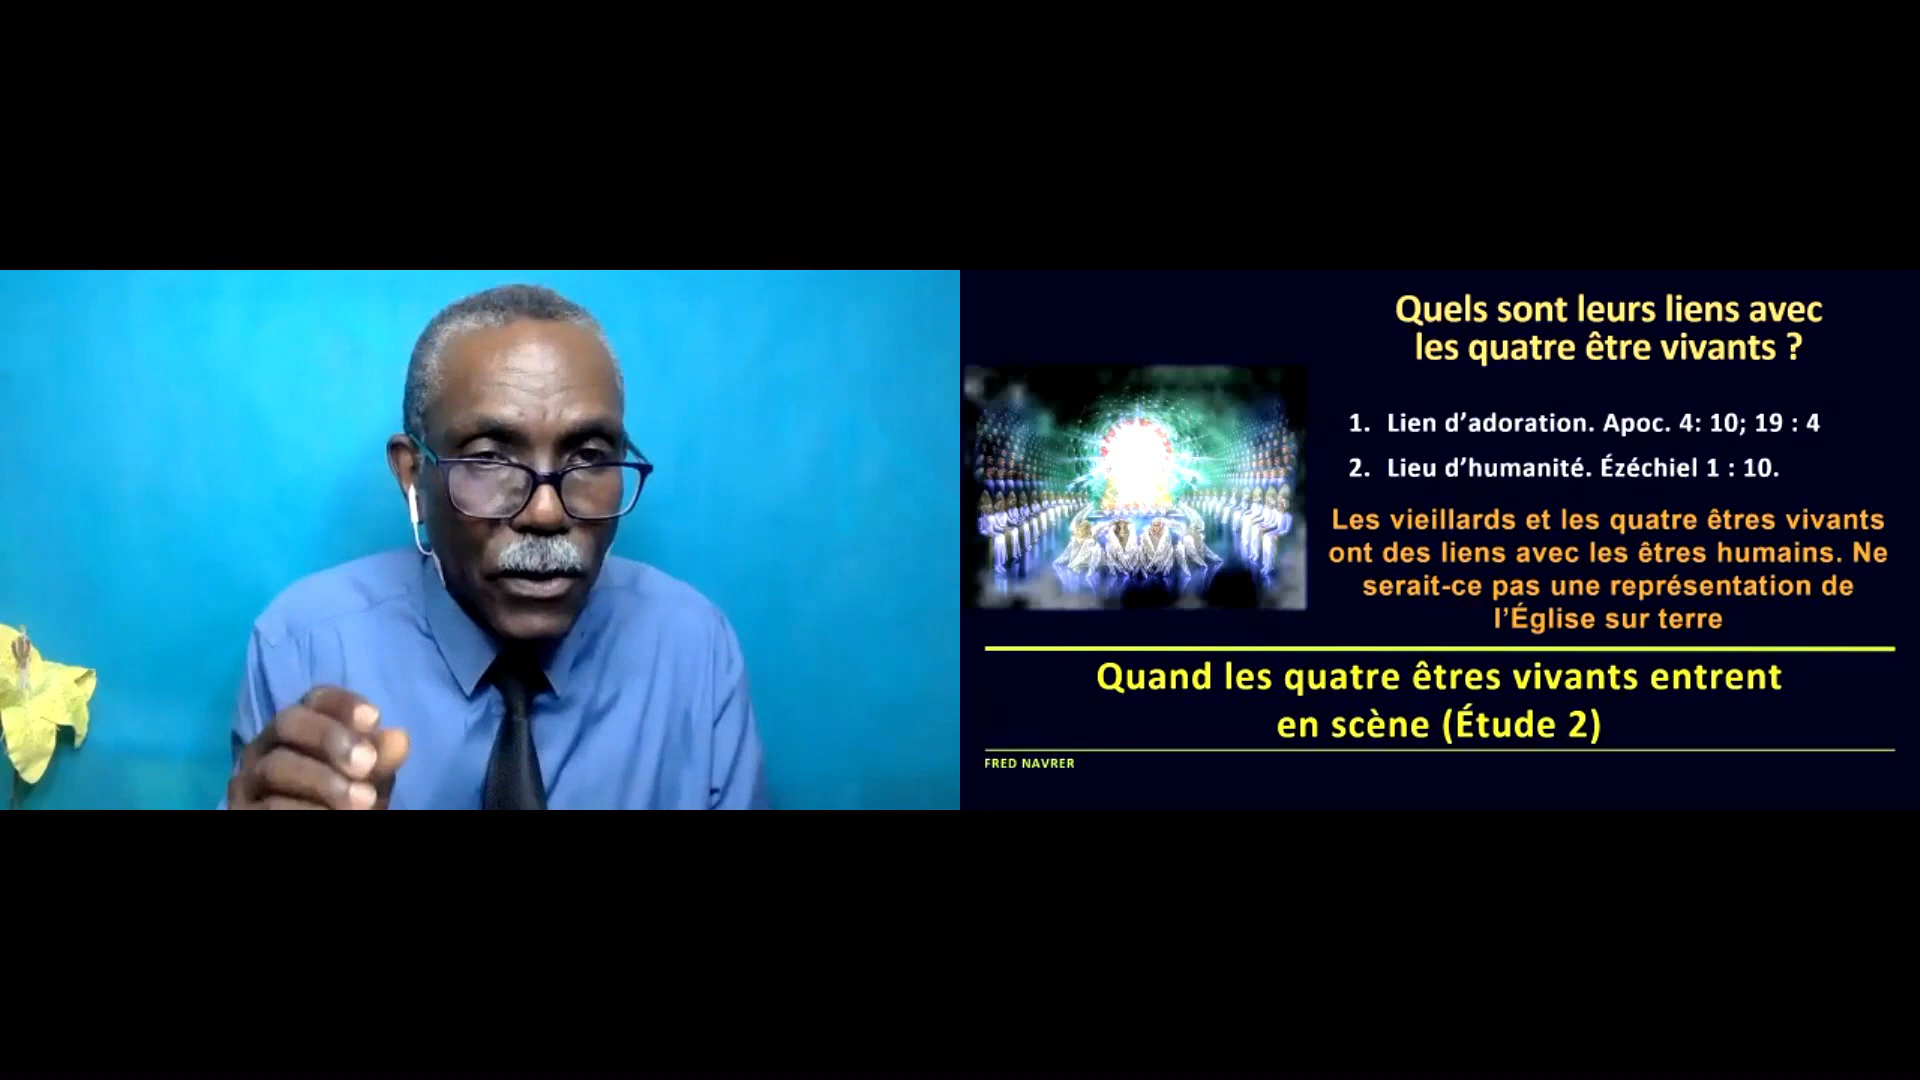 Quels sont leurs liens avec
les quatre être vivants ?
1. Lien d’adoration. Apoc. 4: 10; 19 : 4
2. Lieu d’humanité. Ézéchiel 1 : 10.
Les vieillards et les quatre êtres vivants
ont des liens avec les êtres humains. Ne
serait-ce pas une représentation de
l’Église sur terre
Quand les quatre êtres vivants entrent
en scène (Étude 2)
FRED NAVRER